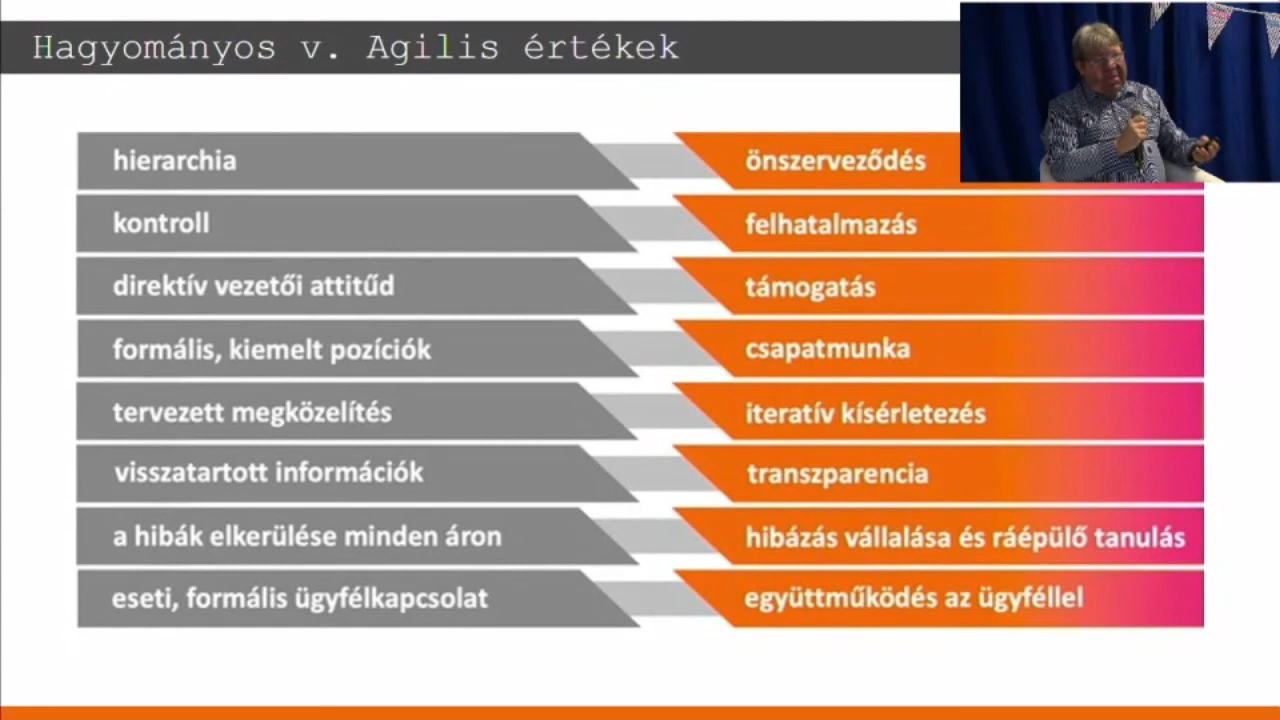 Hagyományos v. Agilis értékek
hierarchia
önszerveződés
kontroll
felhatalmazás
direktív vezetői attitűd
támogatás
formális, kiemelt pozíciók
csapatmunka
tervezett megközelítés
iteratív kísérletezés
visszatartott információk
transzparencia
a hibák elkerülése minden áron
hibázás vállalása és ráépülő tanulás
eseti, formális ügyfélkapcsolat
együttműködés az ügyféllel